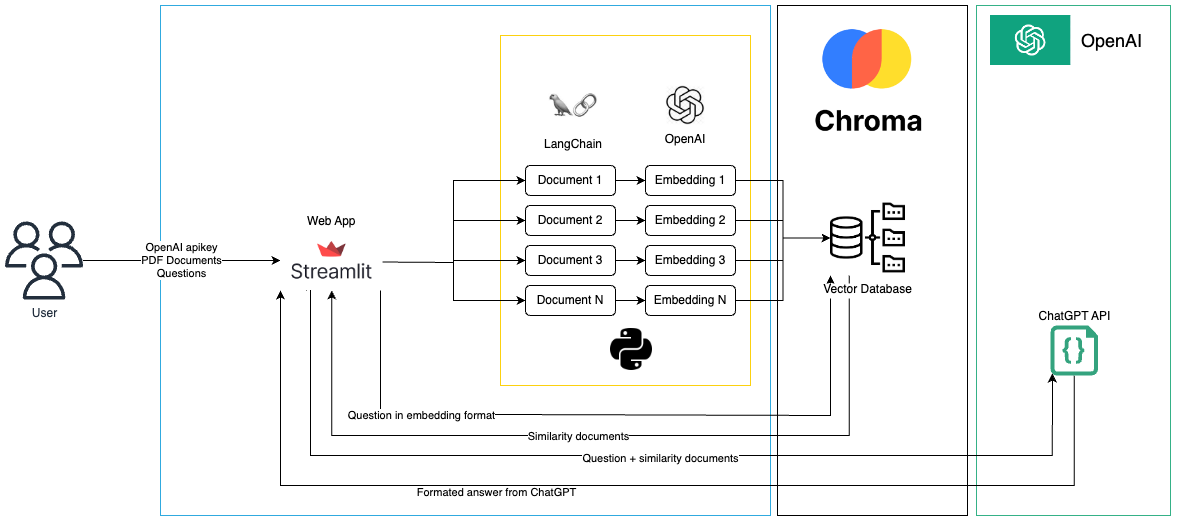 OpenAI
Chroma
LangChain
OpenAI
Document 1
Embedding 1
Document 2
Embedding 2
Document 3
Embedding 3
Document N
Embedding N
Web App
Streamlit
OpenAI apikey
PDF Documents
Questions
User
Vector Database
ChatGPT API
Question in embedding format
Similarity documents
Question + similarity documents
Formated answer from ChatGPT